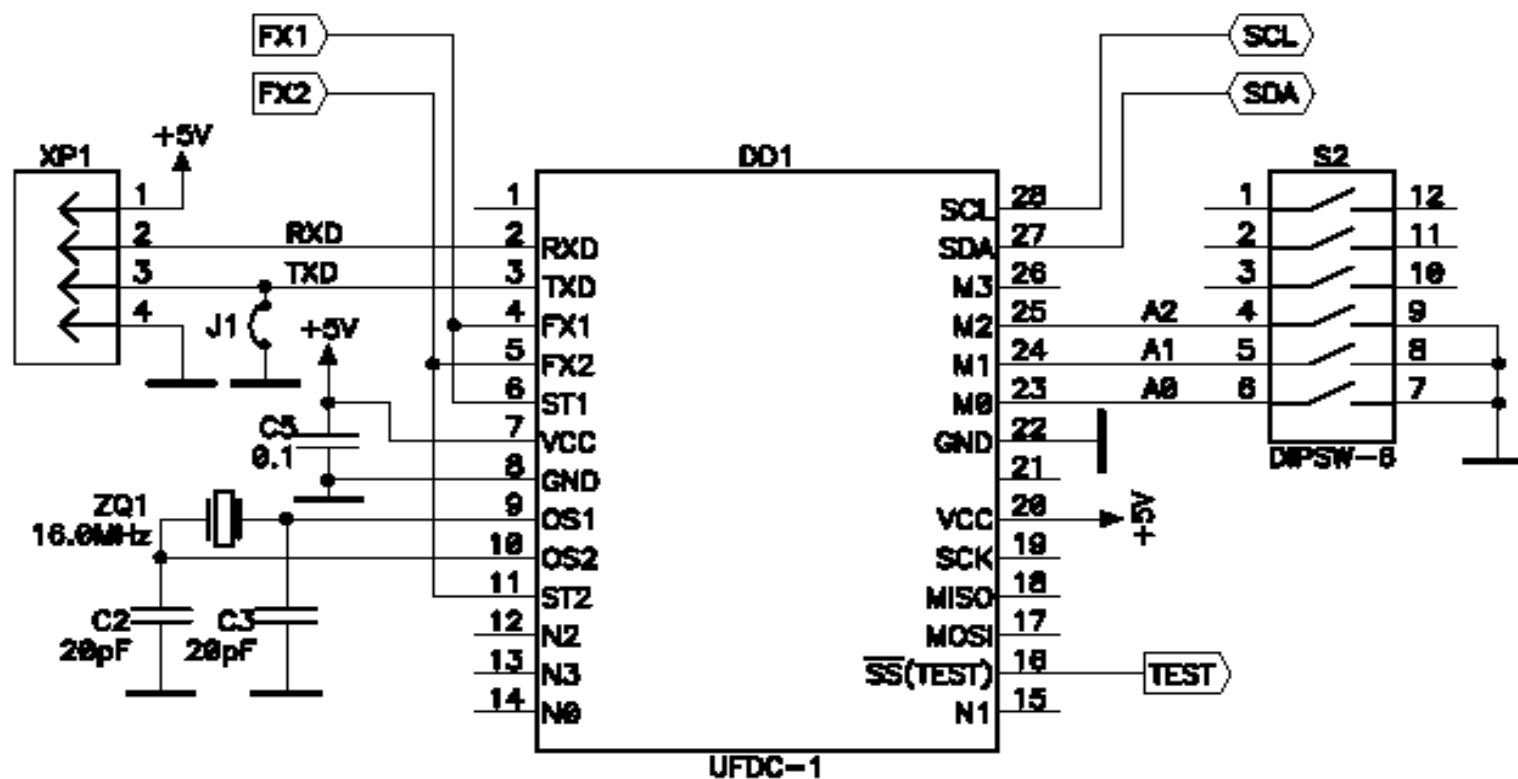 FX1
SCL
FX2
SDA
+5V
XP1
DD1
S2
1
1
SCL
28
1
12
2
RXD
2
RXD
SDA
27
2
11
3
TXD
3
TXD
M3
26
3
10
4
J1
+5V
4
FX1
M2
25
A2
4
9
5
FX2
M1
24
A1
5
8
6
ST1
M0
23
A0
6
7
C5
0.1
7
VCC
GND
22
DIPSW-6
8
GND
21
ZQ1
16.0MHz
9
OS1
VCC
20
+5V
10
OS2
SCK
19
11
ST2
MISO
18
C2
20pF
C3
20pF
12
N2
MOSI
17
13
N3
SS(TEST)
16
TEST
14
N0
N1
15
UFDC-1